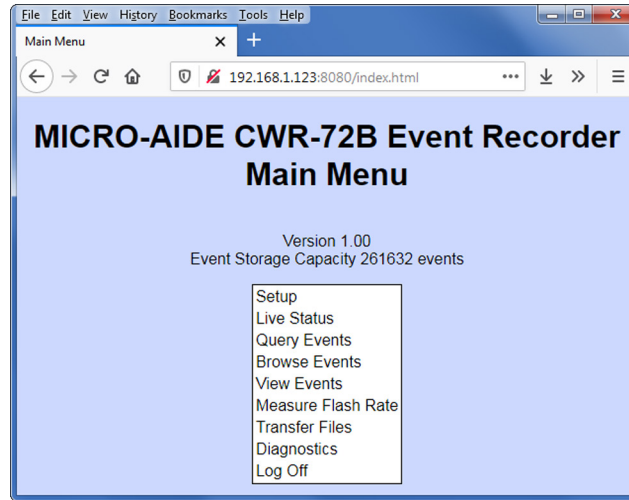 File Edit View History Bookmarks Tools Help
Main Menu
192.168.1.123:8080/index.html
MICRO-AIDE CWR-72B Event Recorder
Main Menu
Version 1.00
Event Storage Capacity 261632 events
Setup
Live Status
Query Events
Browse Events
View Events
Measure Flash Rate
Transfer Files
Diagnostics
Log Off